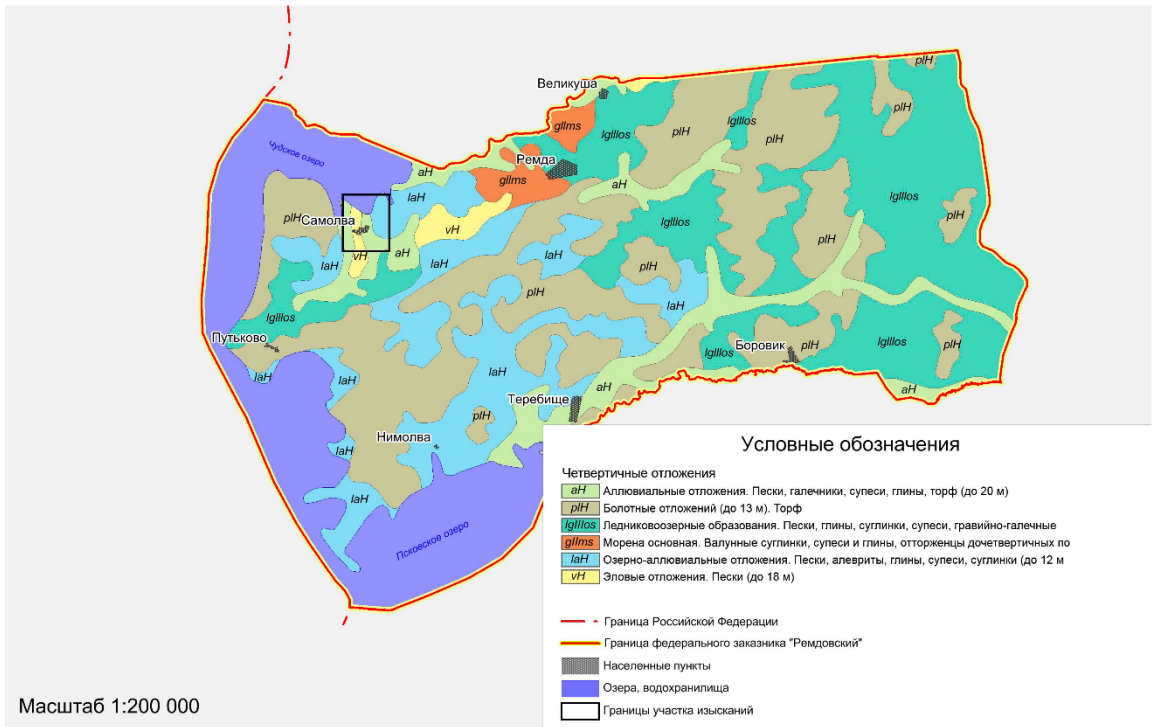 Великуша
plH
plH
gIIms
lgIIIos
lgIIIos
plH
plH
Чудское озеро
Ремда
aH
gIIms
aH
laH
lgIIIos
plH
Самолва
plH
vH
lgIIIos
plH
aH
vH
laH
laH
laH
plH
plH
laH
lgIIIos
Путьково
Боровик
plH
lgIIIos
plH
lgIIIos
laH
laH
aH
aH
Теребище
plH
Нимолва
laH
laH
Псковское озеро
Условные обозначения
Четвертичные отложения
aH Аллювиальные отложения. Пески, галечники, супеси, глины, торф (до 20 м)
plH Болотные отложений (до 13 м). Торф
lgIIIos Ледниковоозерные образования. Пески, глины, суглинки, супеси, гравийно-галечные
gIIms Морена основная. Валунные суглинки, супеси и глины, отторженцы дочетвертичных по
laH Озерно-аллювиальные отложения. Пески, алевриты, глины, супеси, суглинки (до 12 м
vH Эловые отложения. Пески (до 18 м)
Граница Российской Федерации
Граница федерального заказника "Ремдовский"
Населенные пункты
Озера, водохранилища
Границы участка изысканий
Масштаб 1:200 000